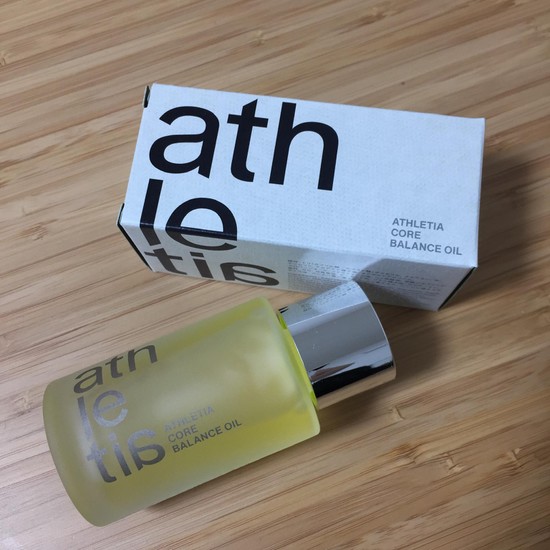 ath
le
tia
ATHLETIA
CORE
BALANCE OIL
ath
le
tia
ATHLETIA
CORE
BALANCE OIL